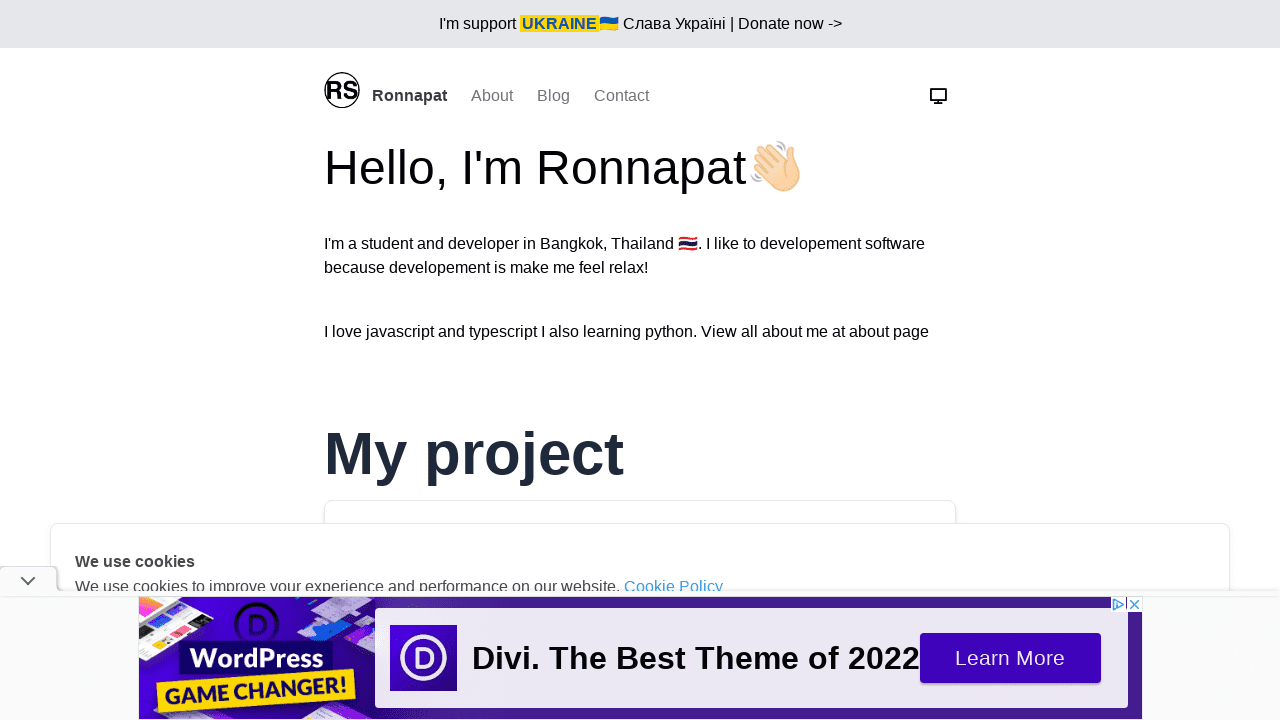 I'm support UKRAINE🇺🇦 Слава Україні | Donate now ->
RS Ronnapat About Blog Contact
Hello, I'm Ronnapat👋🏻
I'm a student and developer in Bangkok, Thailand 🇹🇭. I like to developement software
because developement is make me feel relax!
I love javascript and typescript I also learning python. View all about me at about page
My project
We use cookies
We use cookies to improve your experience and performance on our website. Cookie Policy
WordPress
GAME CHANGER!
D
Divi. The Best Theme of 2022
Learn More